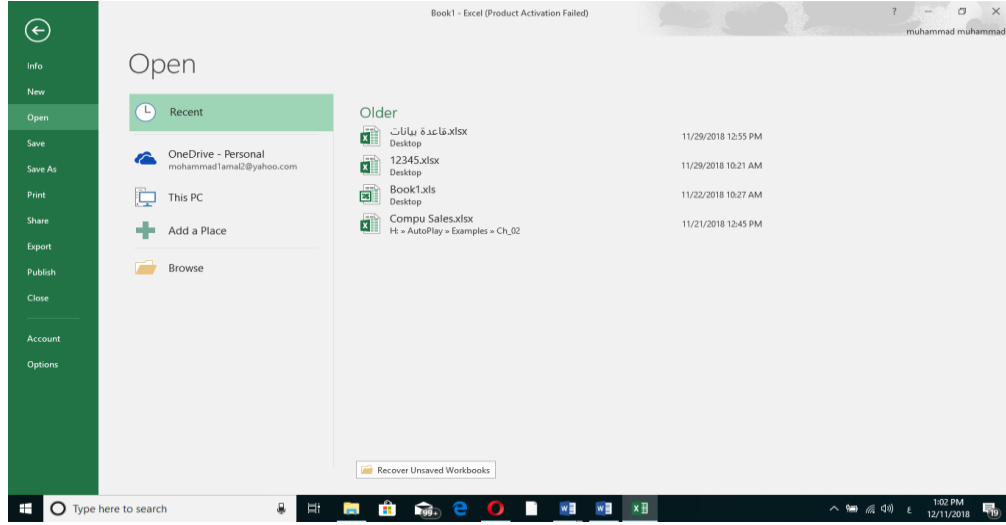 Book1 - Excel (Product Activation Failed)
?
muhammad muhammad
Info
New
Open
Save
Save As
Print
Share
Export
Publish
Close
Account
Options
Open
Recent
OneDrive - Personal
mohammad1amal2@yahoo.com
This PC
Add a Place
Browse
Older
قاعدة بيانات.xlsx
Desktop
11/29/2018 12:55 PM
12345.xlsx
Desktop
11/29/2018 10:21 AM
Book1.xls
Desktop
11/22/2018 10:27 AM
Compu Sales.xlsx
H: » AutoPlay » Examples » Ch_02
11/21/2018 12:45 PM
Recover Unsaved Workbooks
Type here to search
99+
ع
1:02 PM
12/11/2018
19